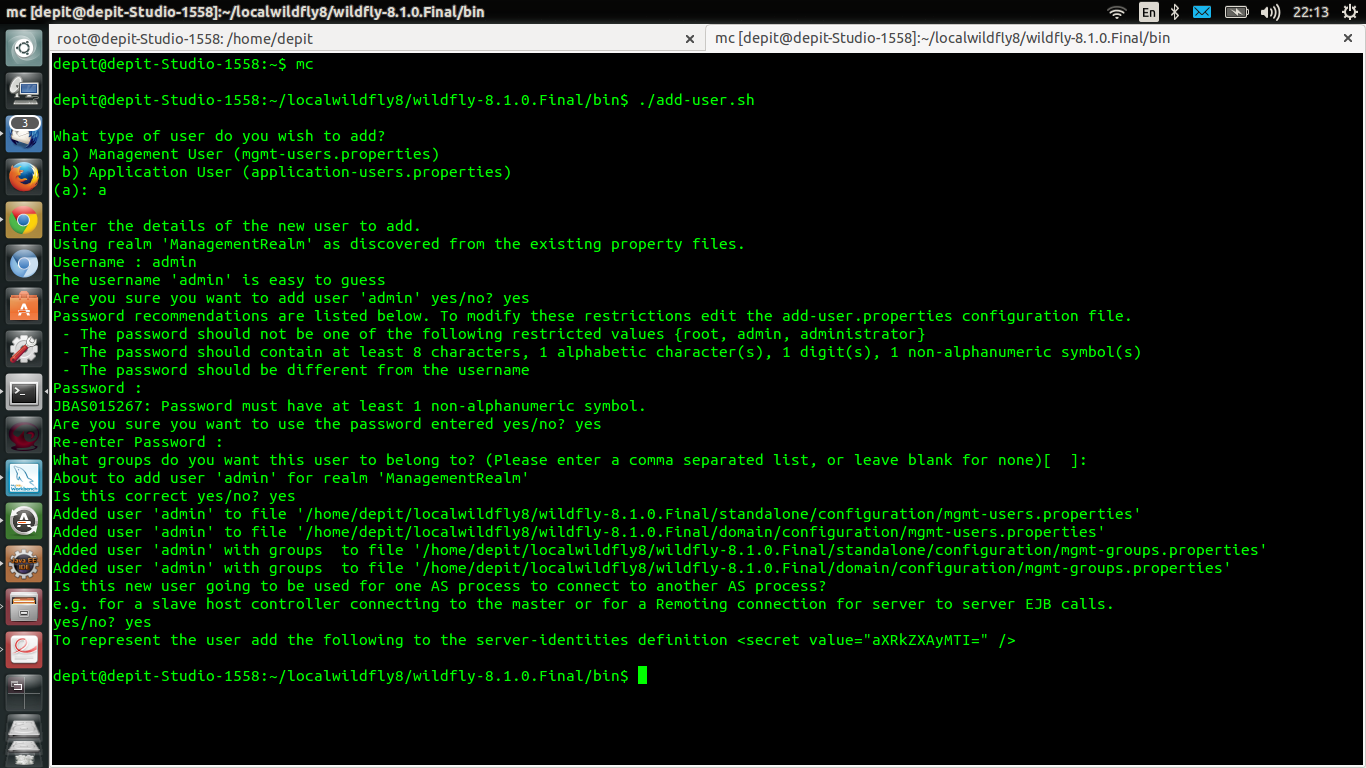 mc [depit@depit-Studio-1558]:~/localwildfly8/wildfly-8.1.0.Final/bin
En
22:13
root@depit-Studio-1558: /home/depit
mc [depit@depit-Studio-1558]:~/localwildfly8/wildfly-8.1.0.Final/bin
3
depit@depit-Studio-1558:~$ mc
depit@depit-Studio-1558:~/localwildfly8/wildfly-8.1.0.Final/bin$ ./add-user.sh
What type of user do you wish to add?
a) Management User (mgmt-users.properties)
b) Application User (application-users.properties)
(a): a
Enter the details of the new user to add.
Using realm 'ManagementRealm' as discovered from the existing property files.
Username : admin
The username 'admin' is easy to guess
Are you sure you want to add user 'admin' yes/no? yes
Password recommendations are listed below. To modify these restrictions edit the add-user.properties configuration file.
- The password should not be one of the following restricted values {root, admin, administrator}
- The password should contain at least 8 characters, 1 alphabetic character(s), 1 digit(s), 1 non-alphanumeric symbol(s)
- The password should be different from the username
Password :
JBAS015267: Password must have at least 1 non-alphanumeric symbol.
Are you sure you want to use the password entered yes/no? yes
Re-enter Password :
What groups do you want this user to belong to? (Please enter a comma separated list, or leave blank for none)[  ]:
About to add user 'admin' for realm 'ManagementRealm'
Is this correct yes/no? yes
Added user 'admin' to file '/home/depit/localwildfly8/wildfly-8.1.0.Final/standalone/configuration/mgmt-users.properties'
Added user 'admin' to file '/home/depit/localwildfly8/wildfly-8.1.0.Final/domain/configuration/mgmt-users.properties'
Added user 'admin' with groups  to file '/home/depit/localwildfly8/wildfly-8.1.0.Final/standalone/configuration/mgmt-groups.properties'
Added user 'admin' with groups  to file '/home/depit/localwildfly8/wildfly-8.1.0.Final/domain/configuration/mgmt-groups.properties'
Is this new user going to be used for one AS process to connect to another AS process?
e.g. for a slave host controller connecting to the master or for a Remoting connection for server to server EJB calls.
yes/no? yes
To represent the user add the following to the server-identities definition <secret value="aXRkZXAyMTI=" />
depit@depit-Studio-1558:~/localwildfly8/wildfly-8.1.0.Final/bin$